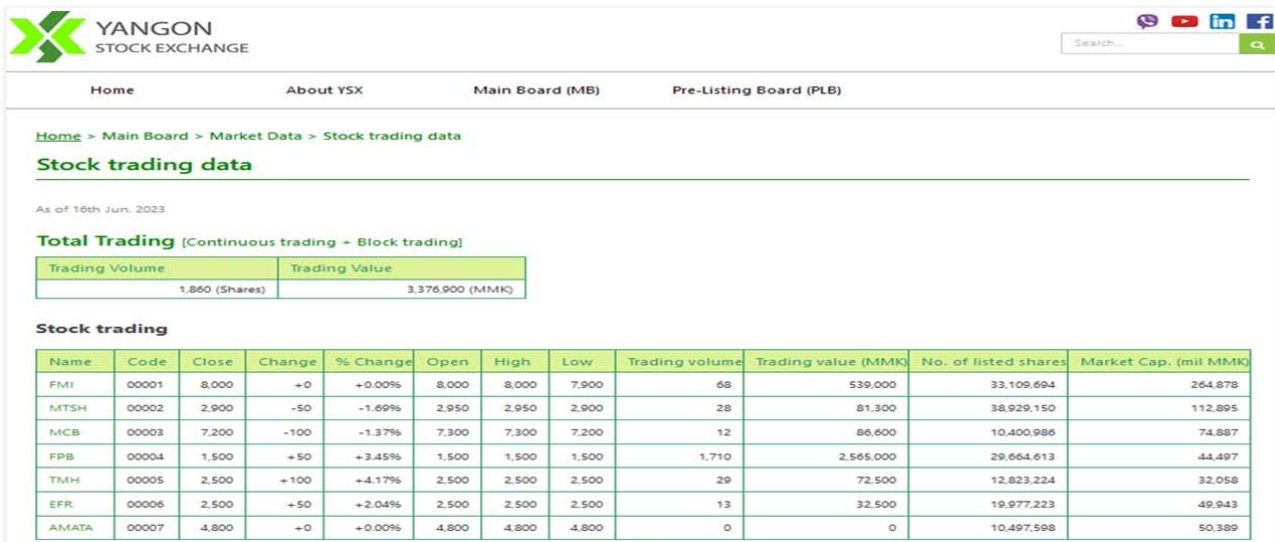 YANGON
STOCK EXCHANGE
Search...
Home About YSX Main Board (MB) Pre-Listing Board (PLB)
Home > Main Board > Market Data > Stock trading data
Stock trading data
As of 16th Jun. 2023
Total Trading [Continuous trading + Block trading]
Trading Volume Trading Value
1,860 (Shares) 3,376,900 (MMK)
Stock trading
Name Code Close Change % Change Open High Low Trading volume Trading value (MMK) No. of listed shares Market Cap. (mil MMK)
FMI 00001 8,000 +0 +0.00% 8,000 8,000 7,900 68 539,000 33,109,694 264,878
MTSH 00002 2,900 -50 -1.69% 2,950 2,950 2,900 28 81,300 38,929,150 112,895
MCB 00003 7,200 -100 -1.37% 7,300 7,300 7,200 12 86,600 10,400,986 74,887
FPB 00004 1,500 +50 +3.45% 1,500 1,500 1,500 1,710 2,565,000 29,664,613 44,497
TMH 00005 2,500 +100 +4.17% 2,500 2,500 2,500 29 72,500 12,823,224 32,058
EFR 00006 2,500 +50 +2.04% 2,500 2,500 2,500 13 32,500 19,977,223 49,943
AMATA 00007 4,800 +0 +0.00% 4,800 4,800 4,800 0 0 10,497,598 50,389